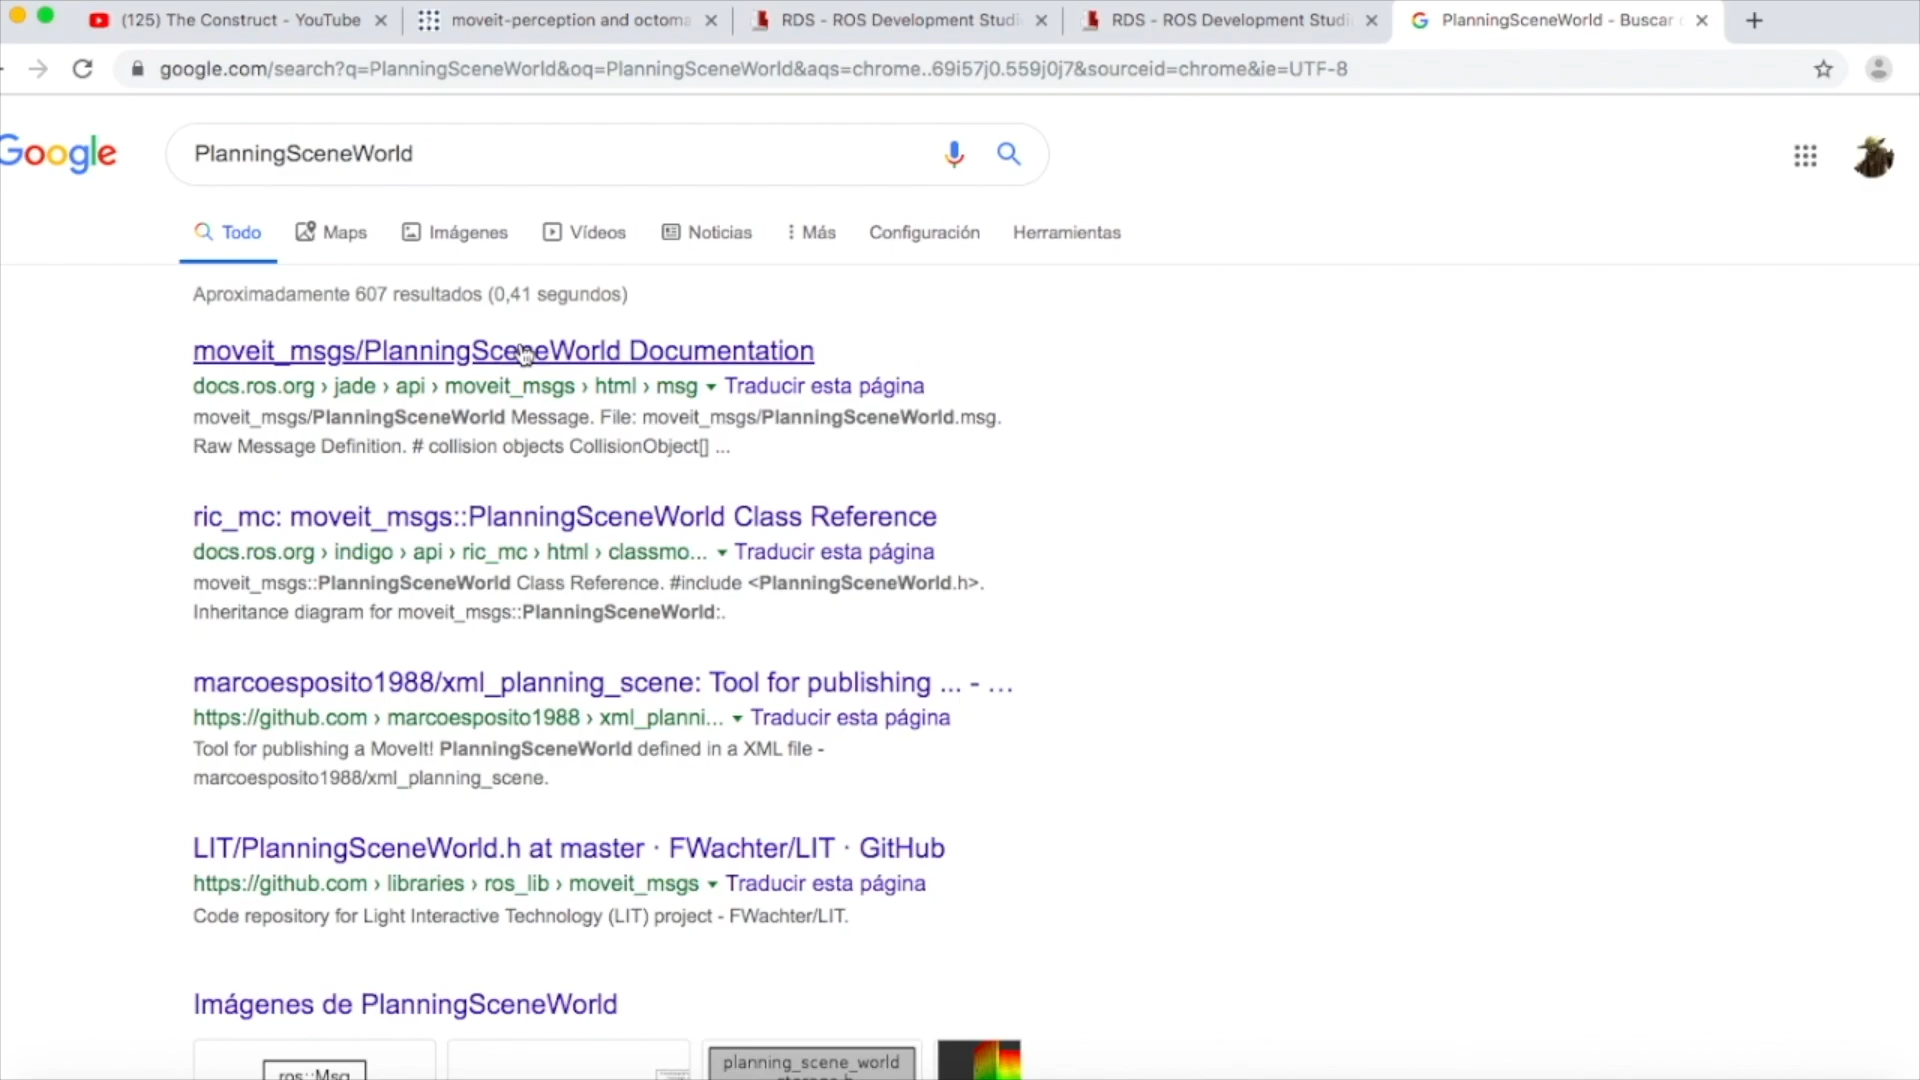 (125) The Construct - YouTube
moveit-perception and octoma
RDS - ROS Development Studi
RDS - ROS Development Studi
PlanningSceneWorld - Buscar
google.com/search?q=PlanningSceneWorld&oq=PlanningSceneWorld&aqs=chrome..69i57j0.559j0j7&sourceid=chrome&ie=UTF-8
Google
PlanningSceneWorld
Todo Maps Imágenes Vídeos Noticias Más Configuración Herramientas
Aproximadamente 607 resultados (0,41 segundos)
moveit_msgs/PlanningSceneWorld Documentation
docs.ros.org › jade › api › moveit_msgs › html › msg ▾ Traducir esta página
moveit_msgs/PlanningSceneWorld Message. File: moveit_msgs/PlanningSceneWorld.msg.
Raw Message Definition. # collision objects CollisionObject[] ...
ric_mc: moveit_msgs::PlanningSceneWorld Class Reference
docs.ros.org › indigo › api › ric_mc › html › classmo... ▾ Traducir esta página
moveit_msgs::PlanningSceneWorld Class Reference. #include <PlanningSceneWorld.h>.
Inheritance diagram for moveit_msgs::PlanningSceneWorld:.
marcoesposito1988/xml_planning_scene: Tool for publishing ... - ...
https://github.com › marcoesposito1988 › xml_planni... ▾ Traducir esta página
Tool for publishing a MoveIt! PlanningSceneWorld defined in a XML file -
marcoesposito1988/xml_planning_scene.
LIT/PlanningSceneWorld.h at master · FWachter/LIT · GitHub
https://github.com › libraries › ros_lib › moveit_msgs ▾ Traducir esta página
Code repository for Light Interactive Technology (LIT) project - FWachter/LIT.
Imágenes de PlanningSceneWorld
ros::Msg
planning_scene_world